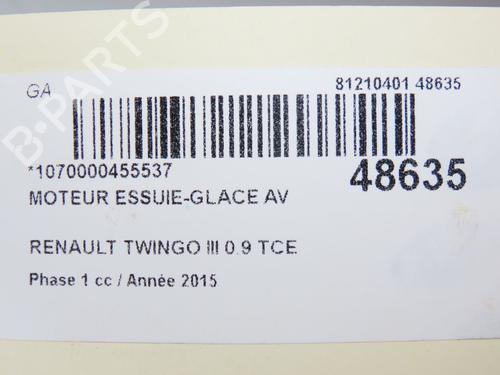 GA
81210401 48635
*1070000455537
48635
MOTEUR ESSUIE-GLACE AV
RENAULT TWINGO III 0.9 TCE
Phase 1 cc / Année 2015
B-PARTS